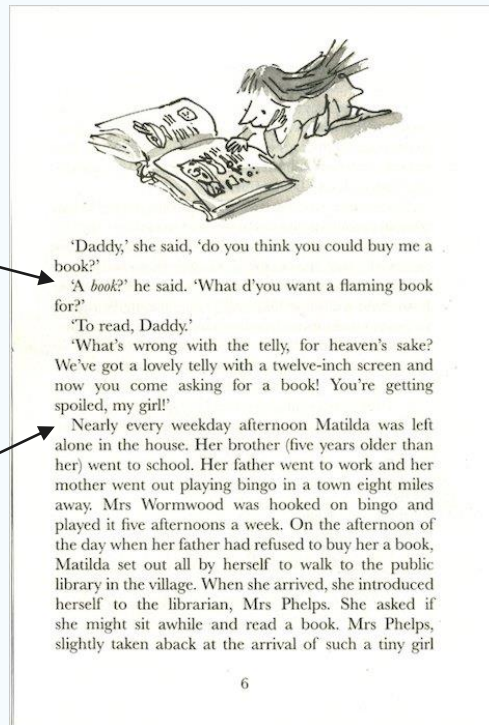 ‘Daddy,’ she said, ‘do you think you could buy me a
book?’
‘A book?’ he said. ‘What d’you want a flaming book
for?’
‘To read, Daddy.’
‘What’s wrong with the telly, for heaven’s sake?
We’ve got a lovely telly with a twelve-inch screen and
now you come asking for a book! You’re getting
spoiled, my girl!’
Nearly every weekday afternoon Matilda was left
alone in the house. Her brother (five years older than
her) went to school. Her father went to work and her
mother went out playing bingo in a town eight miles
away. Mrs Wormwood was hooked on bingo and
played it five afternoons a week. On the afternoon of
the day when her father had refused to buy her a book,
Matilda set out all by herself to walk to the public
library in the village. When she arrived, she introduced
herself to the librarian, Mrs Phelps. She asked if
she might sit awhile and read a book. Mrs Phelps,
slightly taken aback at the arrival of such a tiny girl
6